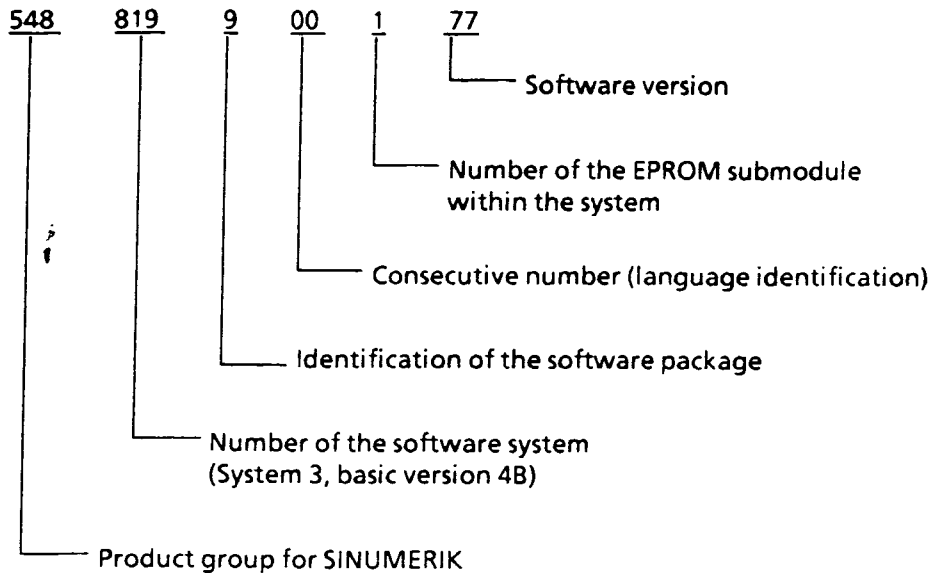 548 819 9 00 1 77
Software version
Number of the EPROM submodule
within the system
Consecutive number (language identification)
Identification of the software package
Number of the software system
(System 3, basic version 4B)
Product group for SINUMERIK